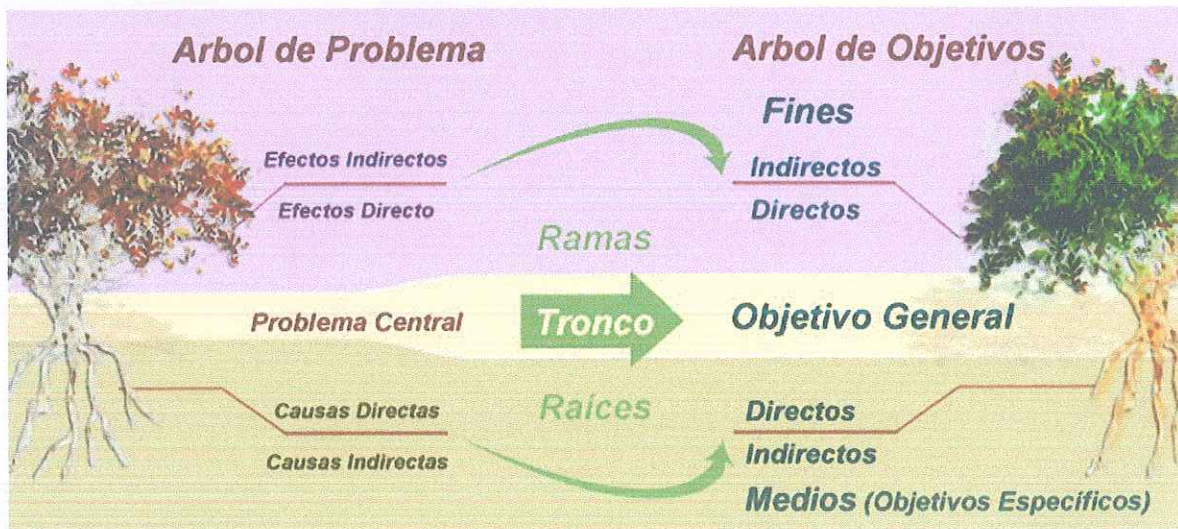 Arbol de Problema
Efectos Indirectos
Efectos Directo
Problema Central
Causas Directas
Causas Indirectas
Ramas
Tronco
Raíces
Arbol de Objetivos
Fines
Indirectos
Directos
Objetivo General
Directos
Indirectos
Medios (Objetivos Específicos)